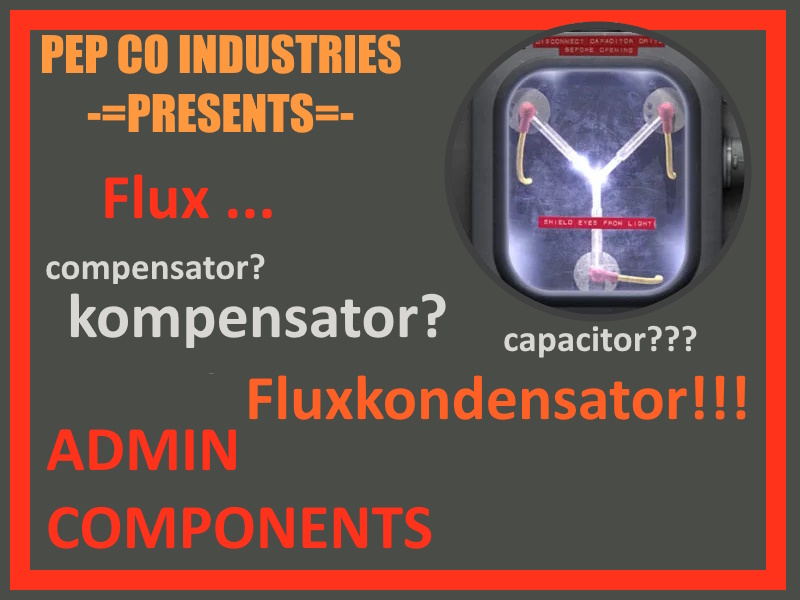 PEP CO INDUSTRIES
-=PRESENTS=-
DISCONNECT CAPACITOR DRIVE
BEFORE OPENING
Flux ...
SHIELD EYES FROM LIGHT
compensator?
kompensator?
capacitor???
Fluxkondensator!!!
ADMIN
COMPONENTS